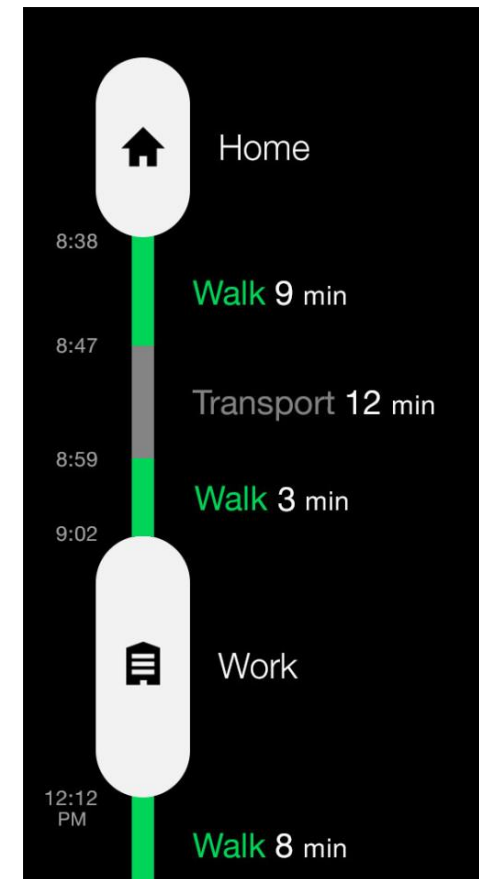 Home
8:38
Walk 9 min
8:47
Transport 12 min
8:59
Walk 3 min
9:02
Work
12:12
PM
Walk 8 min